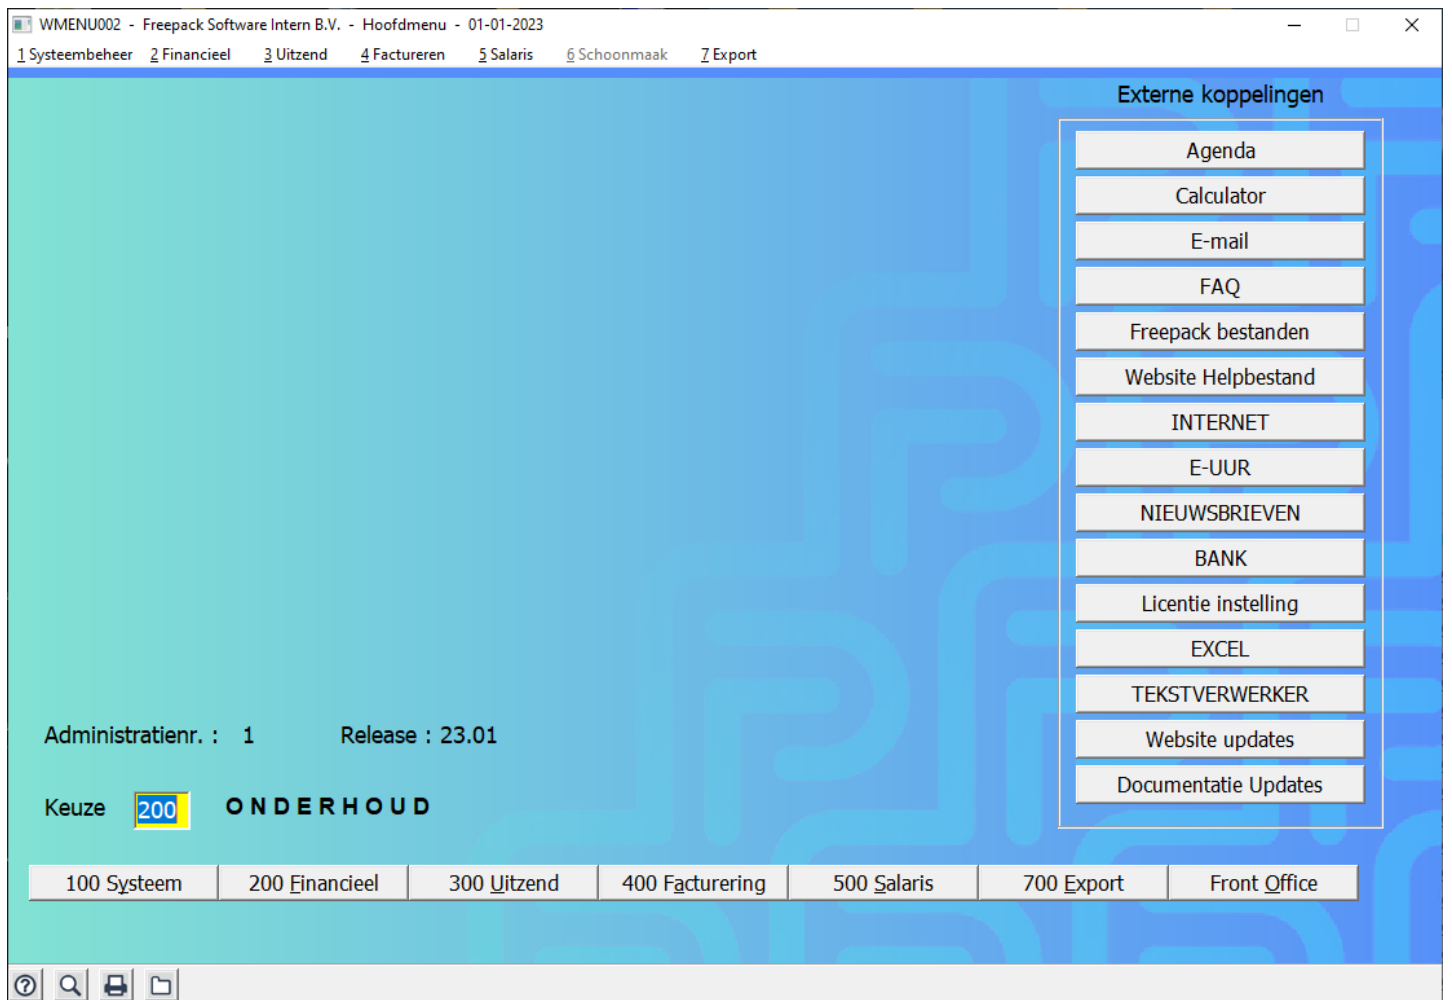 WMENU002 - Freepack Software Intern B.V. - Hoofdmenu - 01-01-2023
1 Systeembeheer 2 Financieel 3 Uitzend 4 Factureren 5 Salaris 6 Schoonmaak 7 Export
Externe koppelingen
Agenda
Calculator
E-mail
FAQ
Freepack bestanden
Website Helpbestand
INTERNET
E-UUR
NIEUWSBRIEVEN
BANK
Licentie instelling
EXCEL
TEKSTVERWERKER
Website updates
Documentatie Updates
Administratienr. : 1 Release : 23.01
Keuze 200 O N D E R H O U D
100 Systeem 200 Financieel 300 Uitzend 400 Facturering 500 Salaris 700 Export Front Office